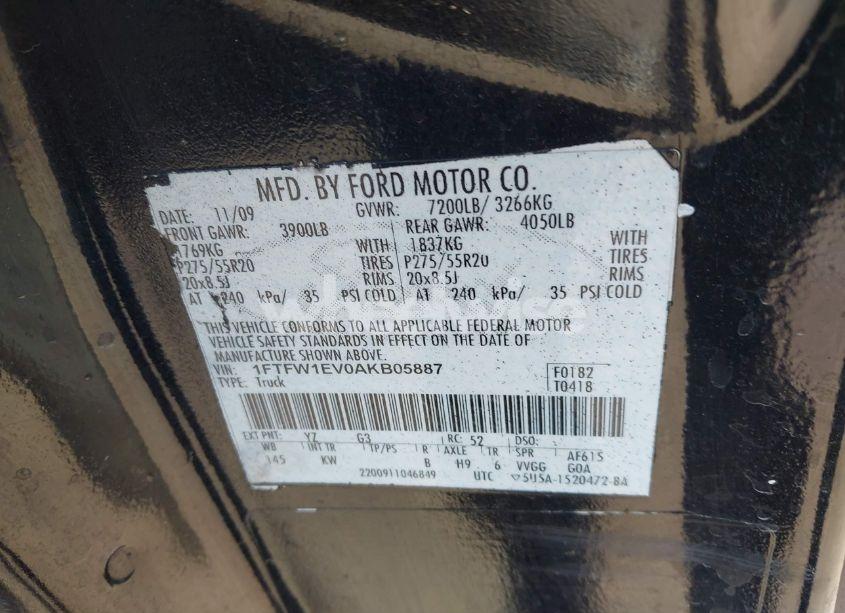 MFD. BY FORD MOTOR CO.
DATE: 11/09 GVWR: 7200LB/ 3266KG
FRONT GAWR: 3900LB REAR GAWR: 4050LB
1769KG WITH 1837KG WITH
P275/55R20 TIRES P275/55R20 TIRES
20x8.5J RIMS 20x8.5J RIMS
AT 240 kPa/ 35 PSI COLD AT 240 kPa/ 35 PSI COLD
THIS VEHICLE CONFORMS TO ALL APPLICABLE FEDERAL MOTOR
VEHICLE SAFETY STANDARDS IN EFFECT ON THE DATE OF
MANUFACTURE SHOWN ABOVE.
VIN: 1FTFW1EV0AKB05887 F0182
TYPE: Truck T0418
EXT PNT: YZ G3 RC: 52 DSO:
WB INT TR TP/PS R AXLE TR SPR AF615
145 KW B H9 6 VVGG GOA
2200911046849 UTC 5U5A-1520472-BA